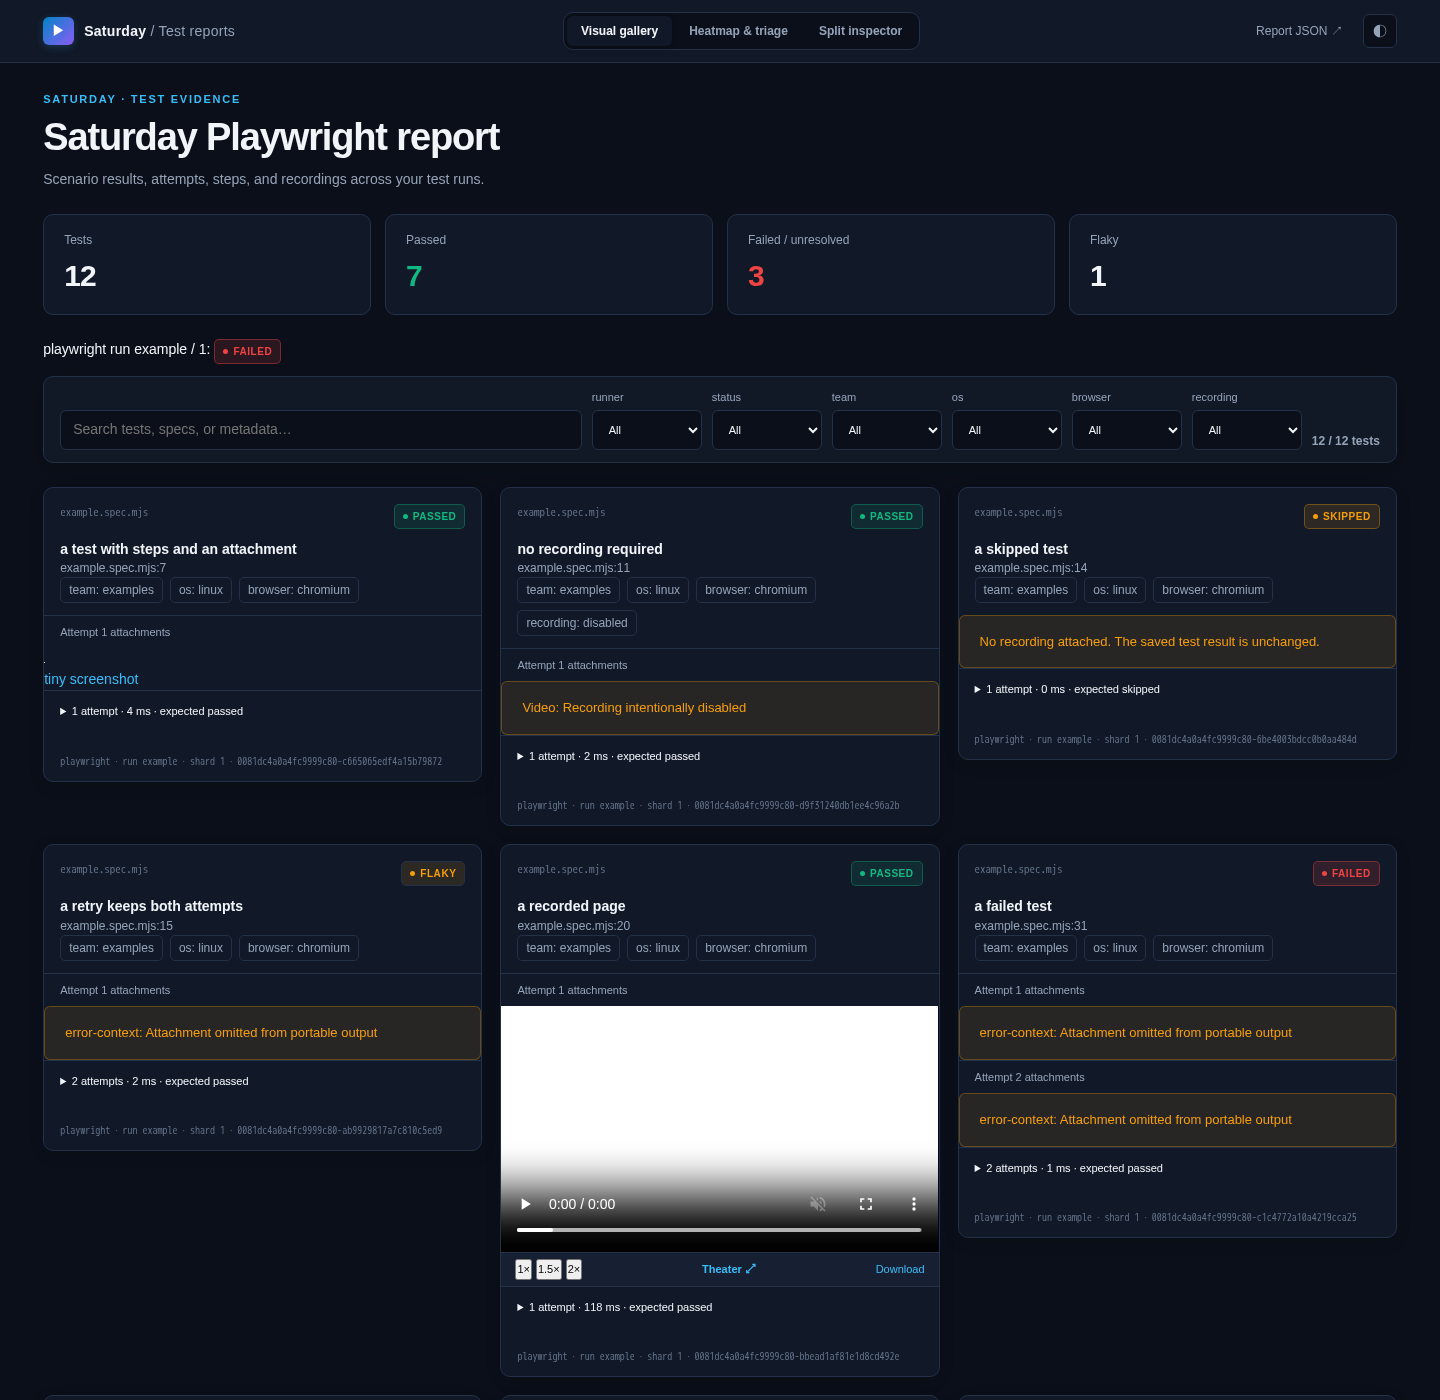 Saturday / Test reports
Visual gallery
Heatmap & triage
Split inspector
Report JSON ↗
SATURDAY · TEST EVIDENCE
Saturday Playwright report
Scenario results, attempts, steps, and recordings across your test runs.
Tests
12
Passed
7
Failed / unresolved
3
Flaky
1
playwright run example / 1: FAILED
Search tests, specs, or metadata…
runner
All
status
All
team
All
os
All
browser
All
recording
All
12 / 12 tests
example.spec.mjs
PASSED
a test with steps and an attachment
example.spec.mjs:7
team: examples
os: linux
browser: chromium
Attempt 1 attachments
tiny screenshot
1 attempt · 4 ms · expected passed
playwright · run example · shard 1 · 0081dc4a0a4fc9999c80-c665065edf4a15b79872
example.spec.mjs
PASSED
no recording required
example.spec.mjs:11
team: examples
os: linux
browser: chromium
recording: disabled
Attempt 1 attachments
Video: Recording intentionally disabled
1 attempt · 2 ms · expected passed
playwright · run example · shard 1 · 0081dc4a0a4fc9999c80-d9f31240db1ee4c96a2b
example.spec.mjs
SKIPPED
a skipped test
example.spec.mjs:14
team: examples
os: linux
browser: chromium
No recording attached. The saved test result is unchanged.
1 attempt · 0 ms · expected skipped
playwright · run example · shard 1 · 0081dc4a0a4fc9999c80-6be4003bdcc0b0aa484d
example.spec.mjs
FLAKY
a retry keeps both attempts
example.spec.mjs:15
team: examples
os: linux
browser: chromium
Attempt 1 attachments
error-context: Attachment omitted from portable output
2 attempts · 2 ms · expected passed
playwright · run example · shard 1 · 0081dc4a0a4fc9999c80-ab9929817a7c810c5ed9
example.spec.mjs
PASSED
a recorded page
example.spec.mjs:20
team: examples
os: linux
browser: chromium
Attempt 1 attachments
0:00 / 0:00
1×
1.5×
2×
Theater ⤢
Download
1 attempt · 118 ms · expected passed
playwright · run example · shard 1 · 0081dc4a0a4fc9999c80-bbead1af81e1d8cd492e
example.spec.mjs
FAILED
a failed test
example.spec.mjs:31
team: examples
os: linux
browser: chromium
Attempt 1 attachments
error-context: Attachment omitted from portable output
Attempt 2 attachments
error-context: Attachment omitted from portable output
2 attempts · 1 ms · expected passed
playwright · run example · shard 1 · 0081dc4a0a4fc9999c80-c1c4772a10a4219cca25